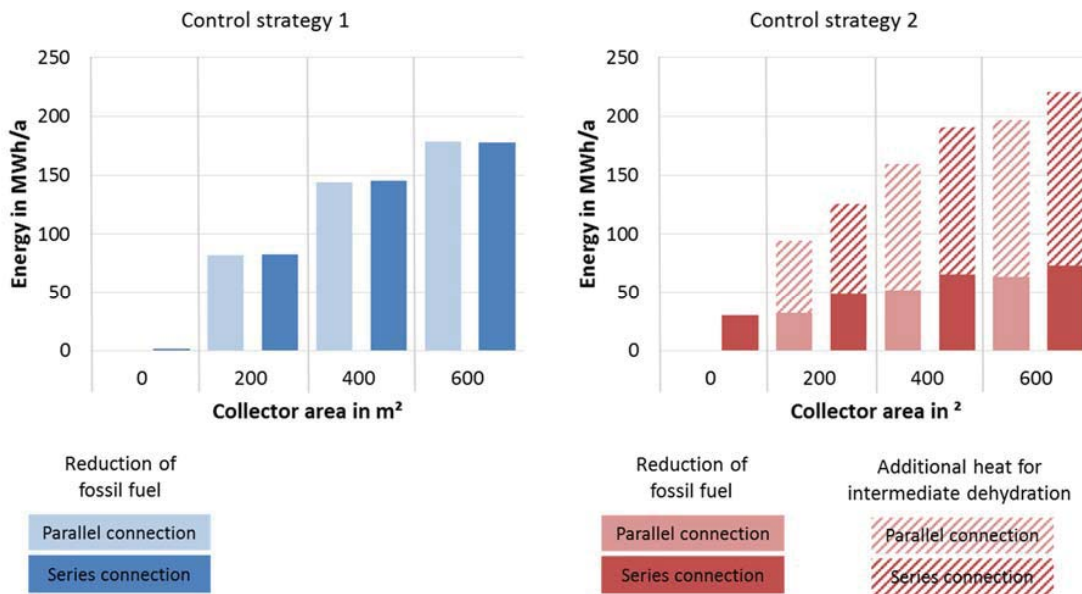 Control strategy 1
Energy in MWh/a
250
200
150
100
50
0
0 200 400 600
Collector area in m²
Reduction of
fossil fuel
Parallel connection
Series connection
Control strategy 2
Energy in MWh/a
250
200
150
100
50
0
0 200 400 600
Collector area in ²
Reduction of
fossil fuel
Parallel connection
Series connection
Additional heat for
intermediate dehydration
Parallel connection
Series connection